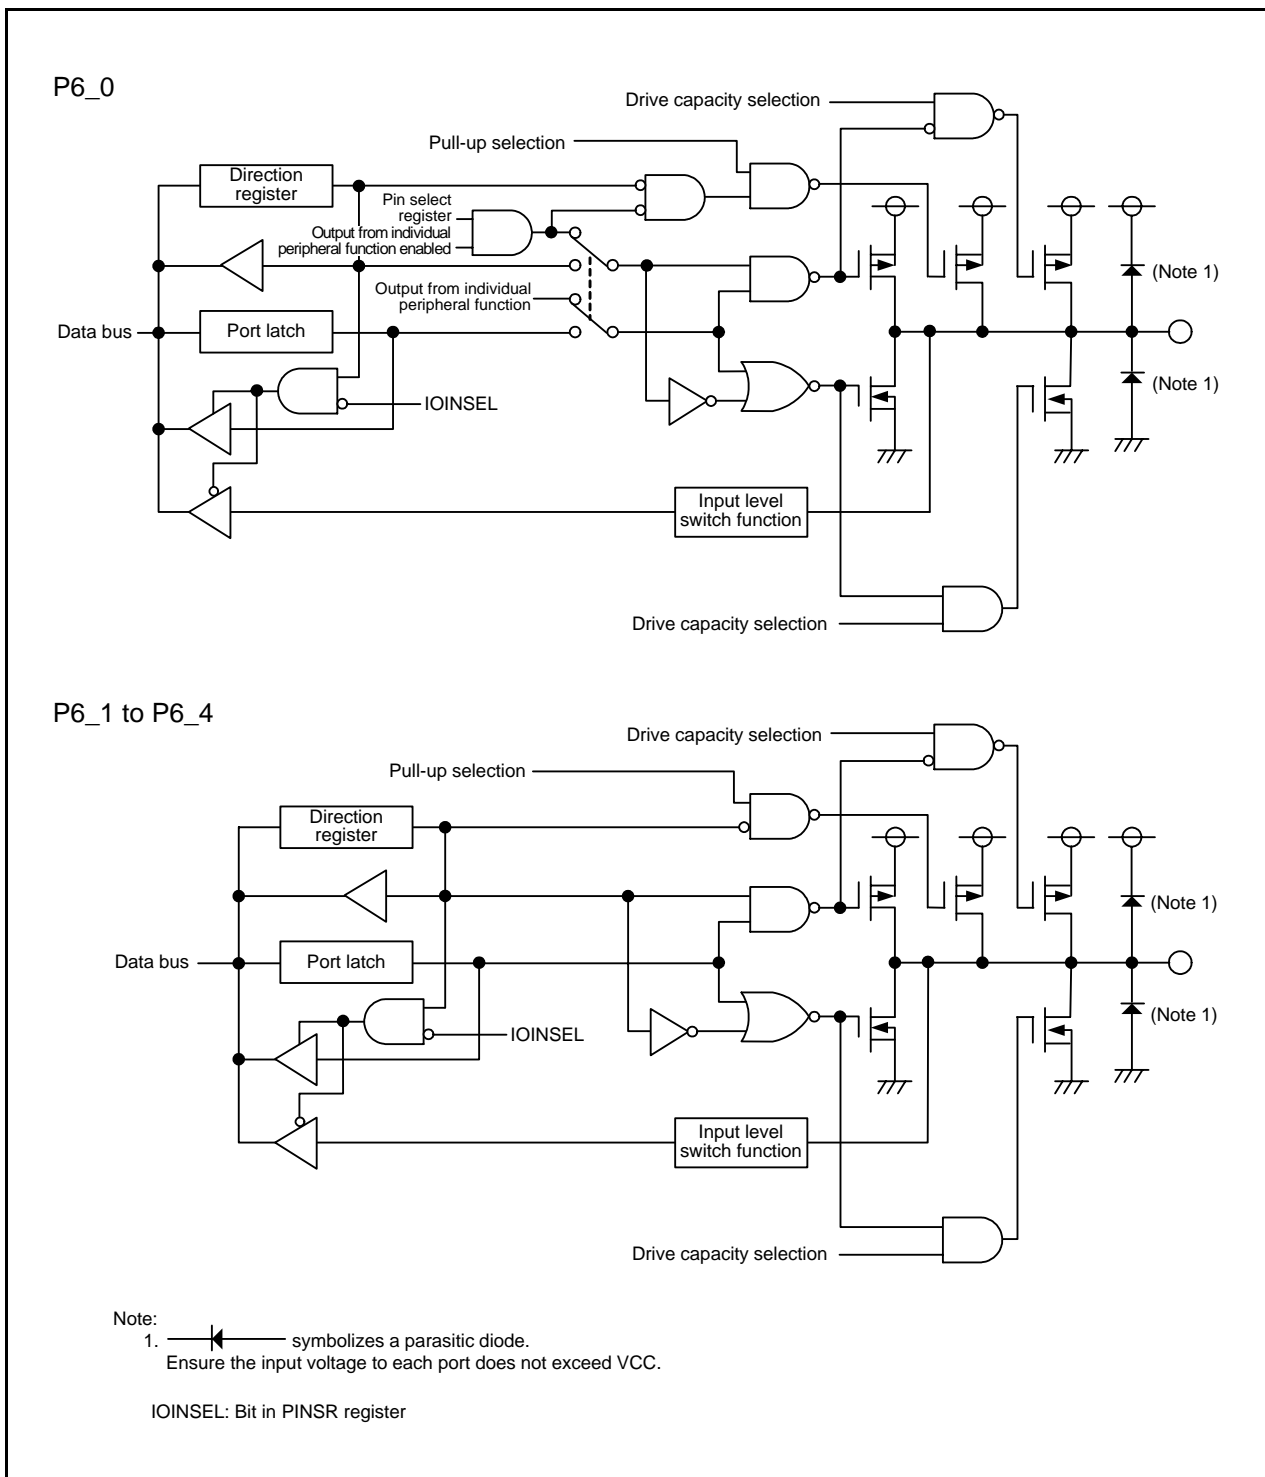 P6_0
Drive capacity selection
Pull-up selection
Direction
register
Pin select
register
Output from individual
peripheral function enabled
Output from individual
peripheral function
(Note 1)
Data bus
Port latch
(Note 1)
IOINSEL
Input level
switch function
Drive capacity selection
P6_1 to P6_4
Drive capacity selection
Pull-up selection
Direction
register
(Note 1)
Data bus
Port latch
(Note 1)
IOINSEL
Input level
switch function
Drive capacity selection
Note:
1. symbolizes a parasitic diode.
Ensure the input voltage to each port does not exceed VCC.
IOINSEL: Bit in PINSR register